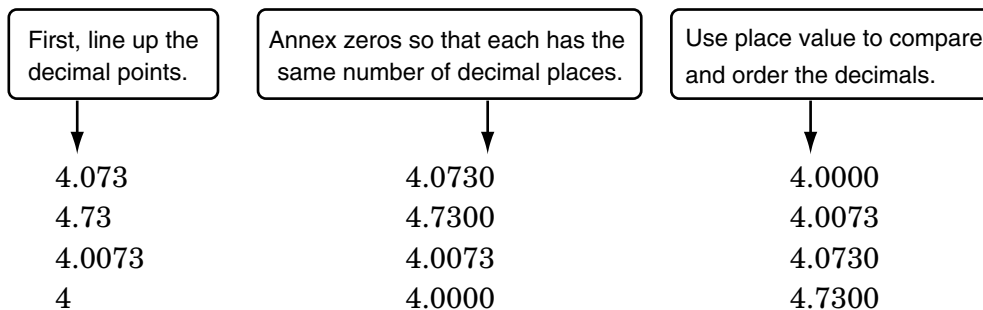 First, line up the
decimal points.
Annex zeros so that each has the
same number of decimal places.
Use place value to compare
and order the decimals.
4.073 4.0730 4.0000
4.73 4.7300 4.0073
4.0073 4.0073 4.0730
4 4.0000 4.7300